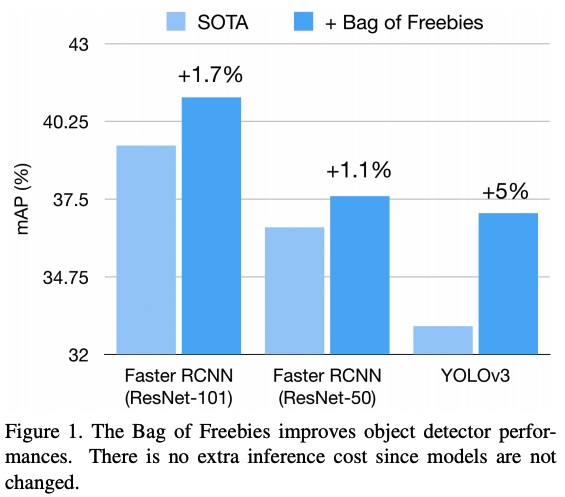 SOTA + Bag of Freebies
43
+1.7%
40.25
+1.1%
+5%
37.5
mAP (%)
34.75
32
Faster RCNN Faster RCNN YOLOv3
(ResNet-101) (ResNet-50)
Figure 1. The Bag of Freebies improves object detector perfor-
mances. There is no extra inference cost since models are not
changed.